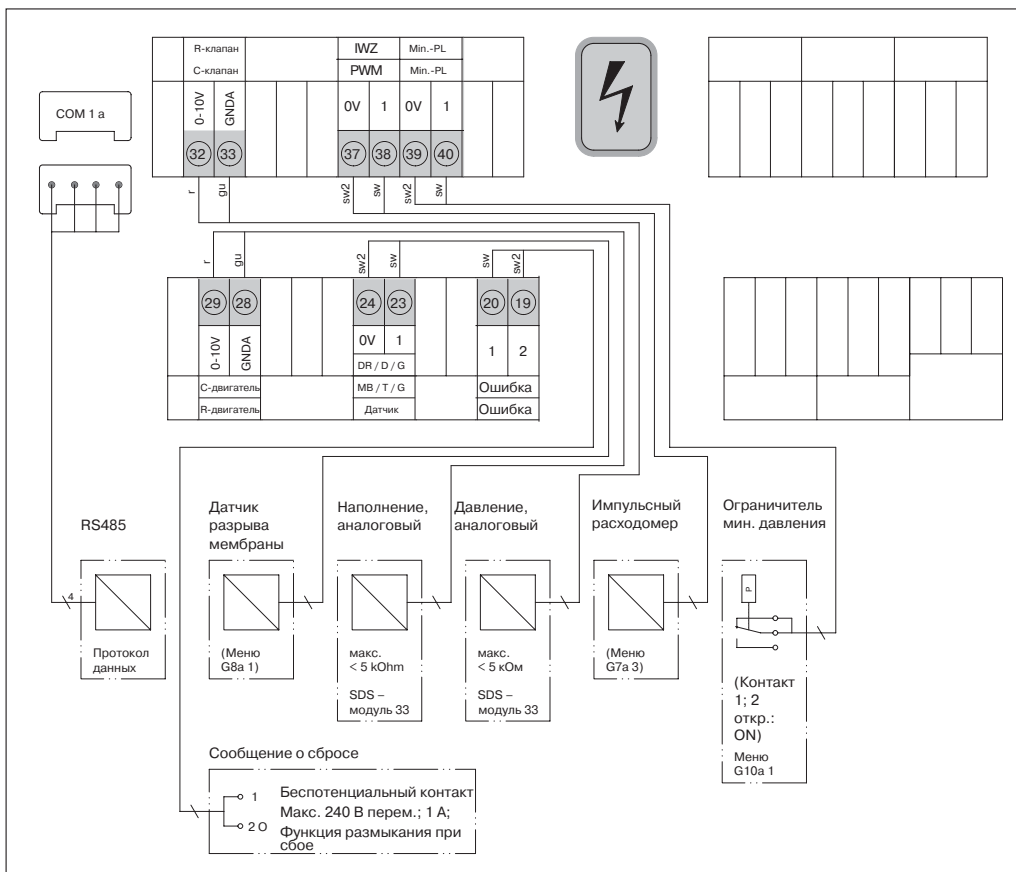 R-клапан
IWZ
Min.-PL
C-клапан
PWM
Min.-PL
COM 1 a
0-10V
GNDA
0V
1
0V
1
32
33
37
38
39
40
r
gu
sw2
sw
sw2
sw
r
gu
sw2
sw
sw
sw2
29
28
24
23
20
19
0-10V
GNDA
0V
1
1
2
DR / D / G
C-двигатель
MB / T / G
Ошибка
R-двигатель
Датчик
Ошибка
RS485
Датчик
разрыва
мембраны
Наполнение,
аналоговый
Давление,
аналоговый
Импульсный
расходомер
Ограничитель
мин. давления
4
P
Протокол
данных
(Меню
G8a 1)
макс.
< 5 kOhm
SDS –
модуль 33
макс.
< 5 кОм
SDS –
модуль 33
(Меню
G7a 3)
(Контакт
1; 2
откр.:
ON)
Меню
G10a 1
Сообщение о сбросе
1
2 O
Беспотенциальный контакт
Макс. 240 В перем.; 1 А;
Функция размыкания при
сбое